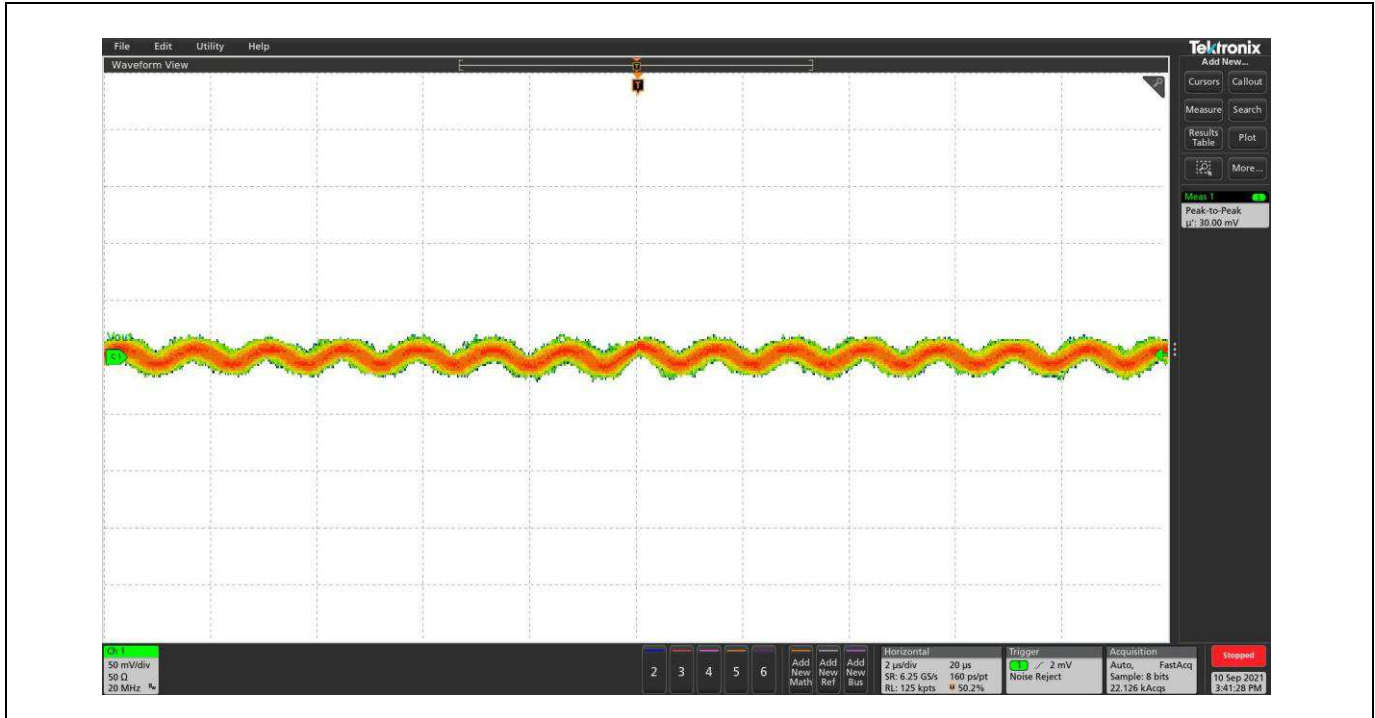 File Edit Utility Help
Tektronix
Waveform View
Add New...
Cursors Callout
Measure Search
Results Table Plot
More...
T
T
Meas 1 1
Peak-to-Peak
µ': 30.00 mV
Vout
C1
Ch 1
50 mV/div
50 Ω
20 MHz Bw
2 3 4 5 6
Add New Math
Add New Ref
Add New Bus
Horizontal
2 µs/div 20 µs
SR: 6.25 GS/s 160 ps/pt
RL: 125 kpts 50.2%
Trigger
1 2 mV
Noise Reject
Acquisition
Auto, FastAcq
Sample: 8 bits
22.126 kAcqs
Stopped
10 Sep 2021
3:41:28 PM